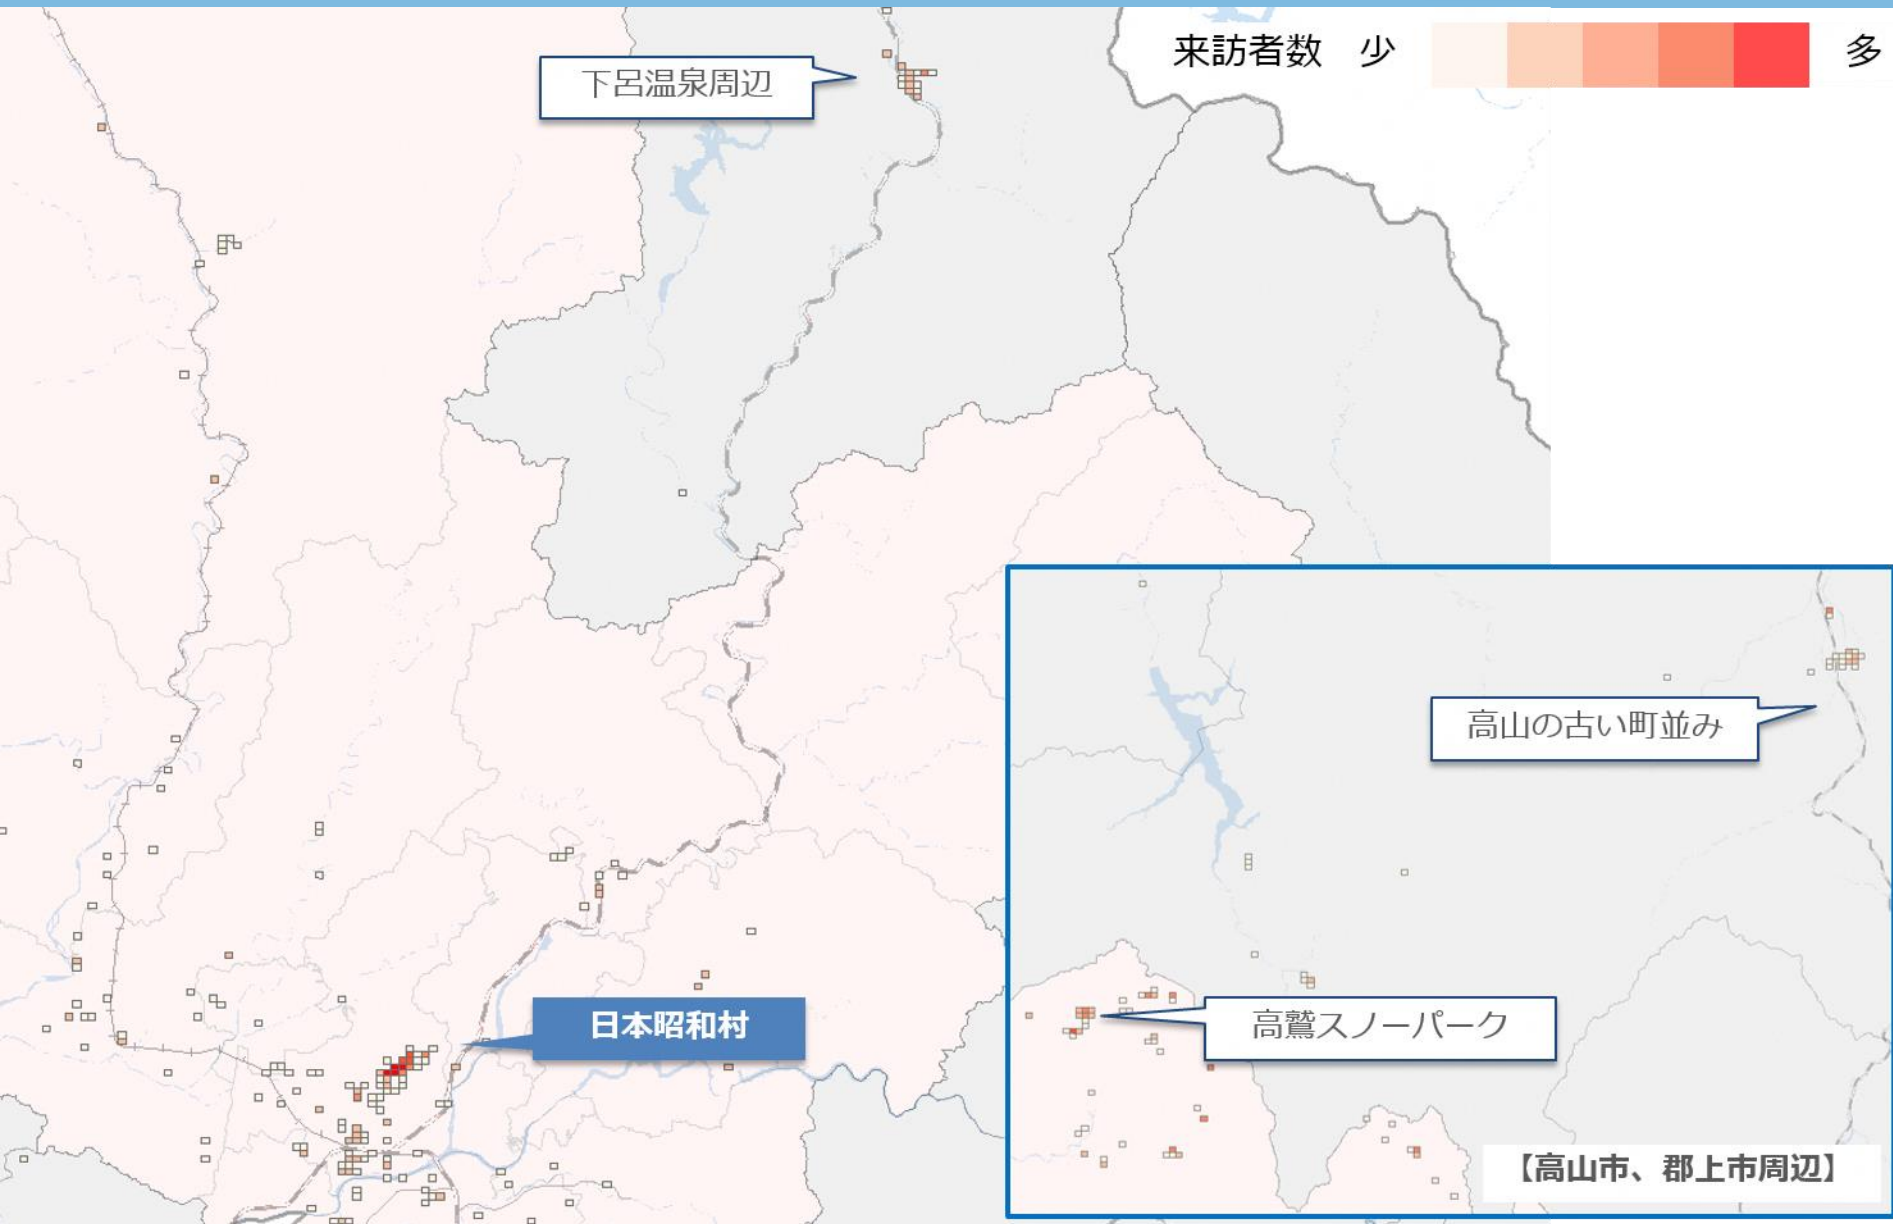 来訪者数 少 多
下呂温泉周辺
高山の古い町並み
日本昭和村
高鷲スノーパーク
【高山市、郡上市周辺】